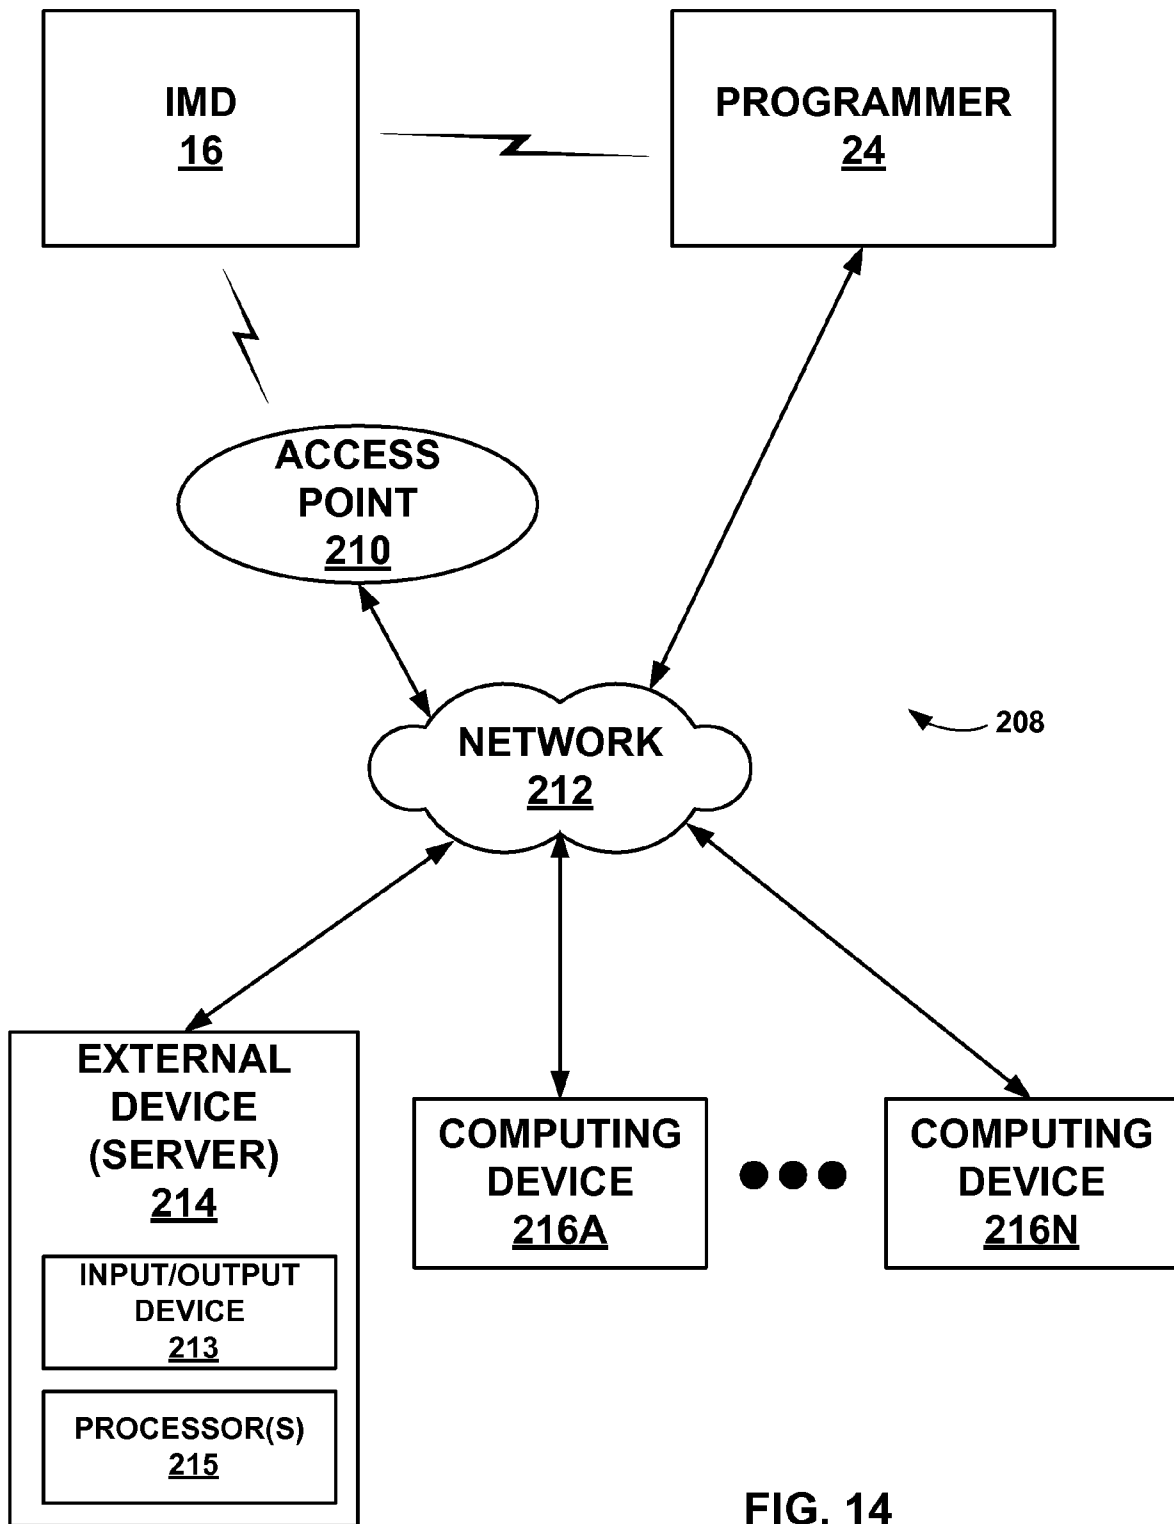 IMD
16
PROGRAMMER
24
ACCESS
POINT
210
NETWORK
212
208
EXTERNAL
DEVICE
(SERVER)
214
INPUT/OUTPUT
DEVICE
213
PROCESSOR(S)
215
COMPUTING
DEVICE
216A
COMPUTING
DEVICE
216N
FIG. 14